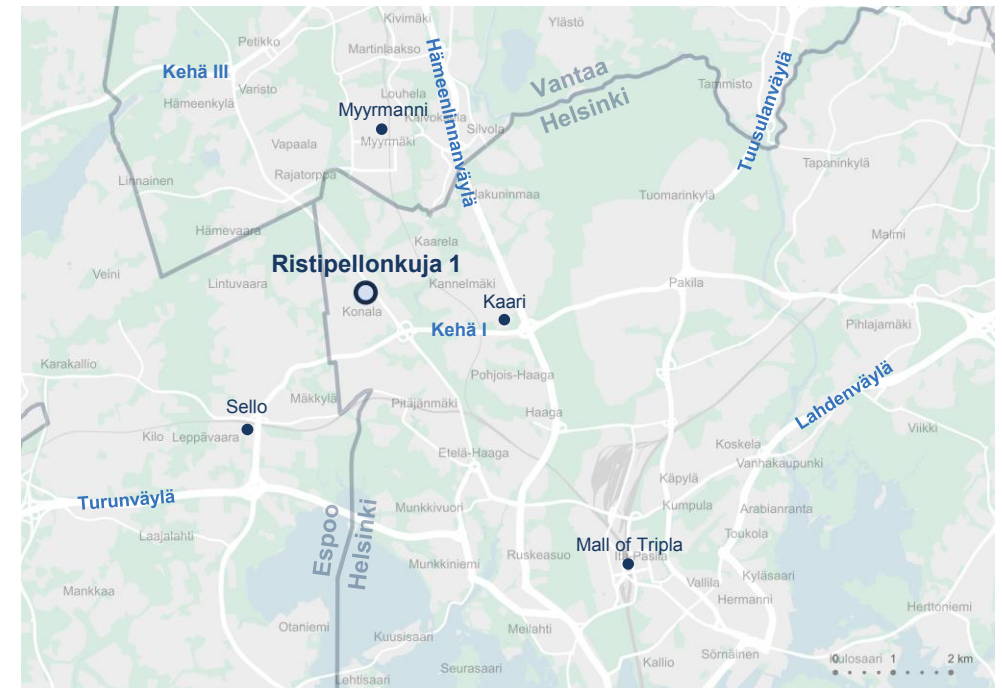 Kivimäki
Ylästö
Petikko
Martinlaakso
Hämeenlinnanväylä
Kehä III
Varisto
Vantaa
Tammisto
Tuusulanväylä
Louhela
Hämeenkylä
Myyrmanni
Helsinki
Silvola
Myyrmäki
Vapaala
Tapaninkylä
Rajatorppa
Linnainen
Tuomarinkylä
Hämevaara
Kaarela
Malmi
Ristipellonkuja 1
Veini
Lintuvaara
Kannelmäki
Pakila
Kaari
Konala
Kehä I
Pihlajamäki
Karakallio
Pohjois-Haaga
Mäkkylä
Lahdenväylä
Sello
Pitäjänmäki
Haaga
Kilo
Leppävaara
Viikki
Koskela
Etelä-Haaga
Vanhakaupunki
Käpylä
Turunväylä
Munkkivuori
Kumpula
Arabianranta
Espoo
Helsinki
Laajalahti
Toukola
Mall of Tripla
Ruskeasuo
Itä-Pasila
Munkkiniemi
Kyläsaari
Vallila
Mankkaa
Hermanni
Herttoniemi
Otaniemi
Meilahti
Kuusisaari
Sörnäinen
Kallio
Seurasaari
Lehtisaari
0 1 2 km